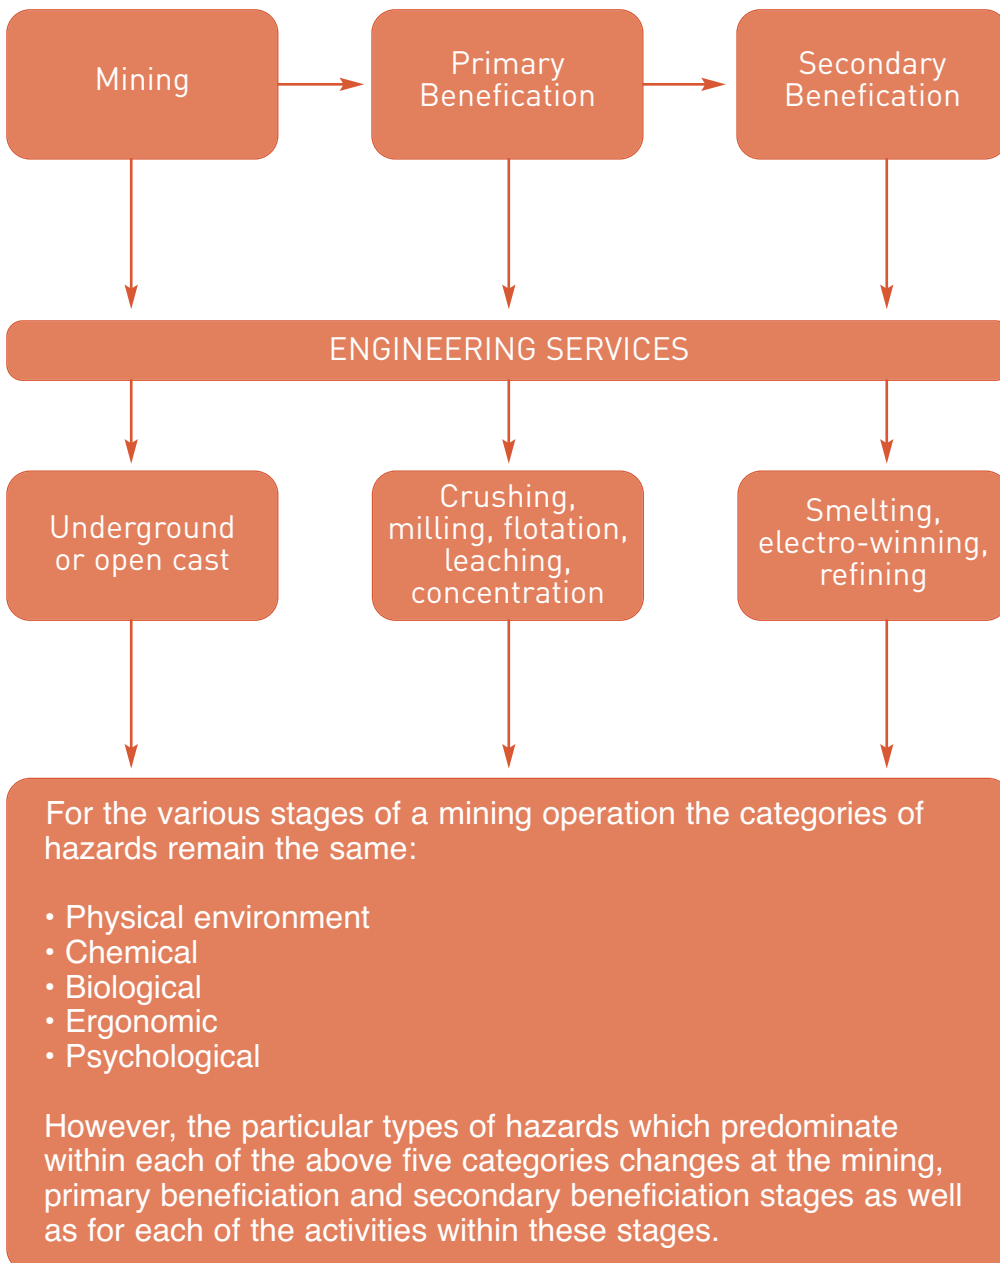 Mining
Primary
Benefication
Secondary
Benefication
ENGINEERING SERVICES
Underground
or open cast
Crushing,
milling, flotation,
leaching,
concentration
Smelting,
electro-winning,
refining
For the various stages of a mining operation the categories of
hazards remain the same:
• Physical environment
• Chemical
• Biological
• Ergonomic
• Psychological
However, the particular types of hazards which predominate
within each of the above five categories changes at the mining,
primary beneficiation and secondary beneficiation stages as well
as for each of the activities within these stages.